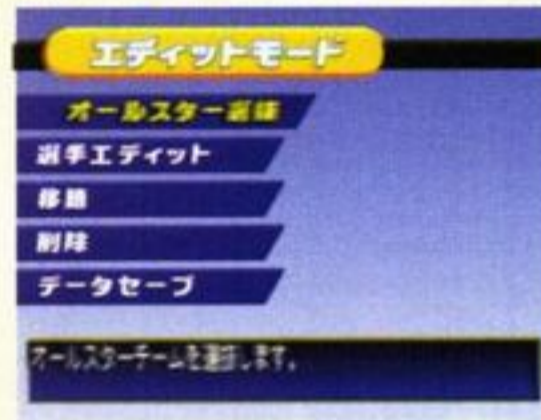 エディットモード
オールスター選抜
選手エディット
移籍
削除
データセーブ
オールスターチームを選抜します。